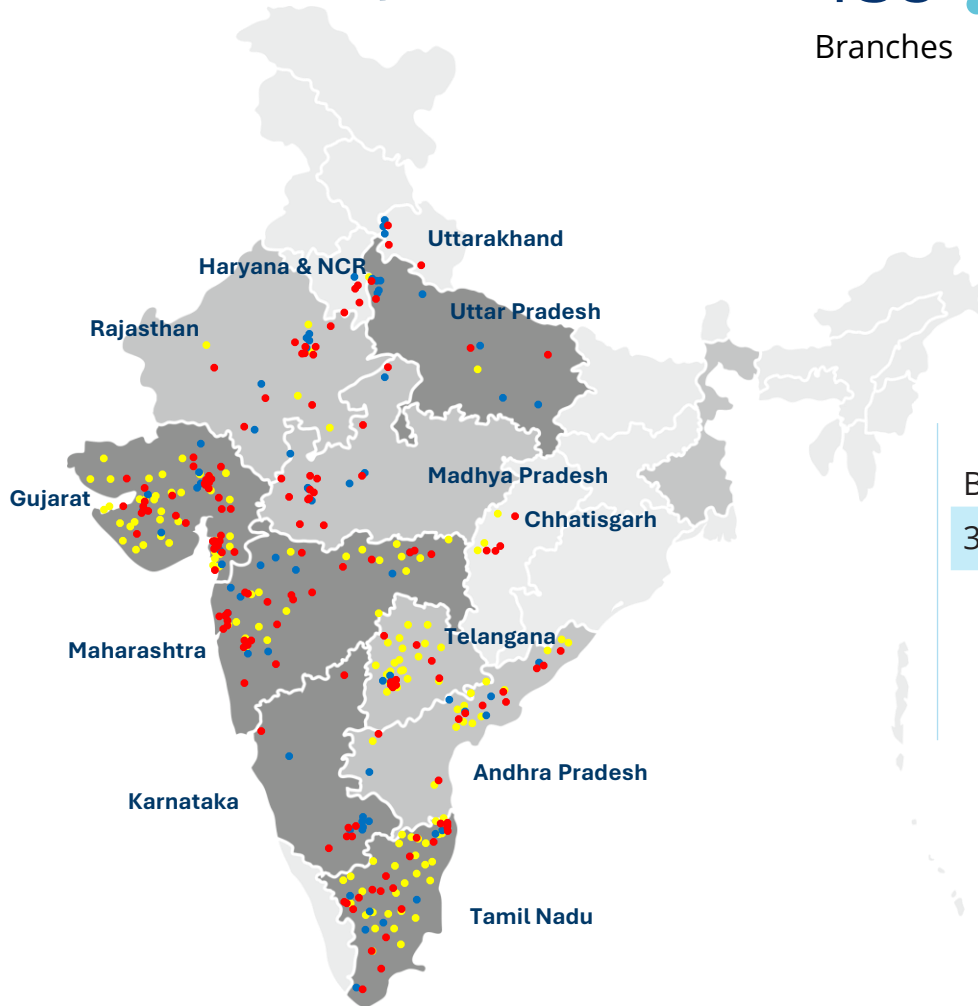 Branches
Uttarakhand
Haryana & NCR
Rajasthan
Uttar Pradesh
Madhya Pradesh
Gujarat
Chhatisgarh
Telangana
Maharashtra
Andhra Pradesh
Karnataka
Tamil Nadu